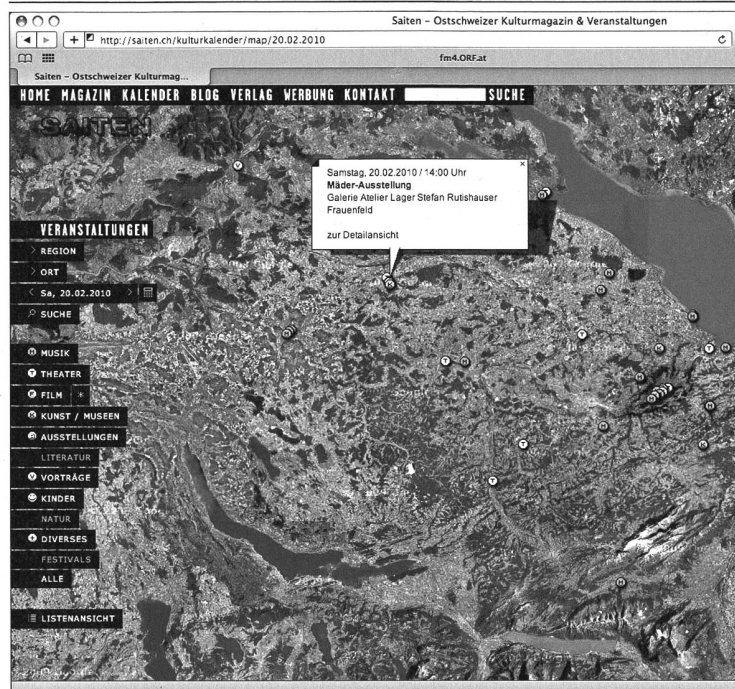 Saiten – Ostschweizer Kulturmagazin & Veranstaltungen
http://saiten.ch/kulturkalender/map/20.02.2010
fm4.ORF.at
Saiten – Ostschweizer Kulturmag...
HOME MAGAZIN KALENDER BLOG VERLAG WERBUNG KONTAKT SUCHE
SAITEN
Samstag, 20.02.2010 / 14:00 Uhr
Mäder-Ausstellung
Galerie Atelier Lager Stefan Rutishauser
Frauenfeld
zur Detailansicht
VERANSTALTUNGEN
REGION
ORT
Sa, 20.02.2010
SUCHE
MUSIK
THEATER
FILM *
KUNST / MUSEEN
AUSSTELLUNGEN
LITERATUR
VORTRÄGE
KINDER
NATUR
DIVERSES
FESTIVALS
ALLE
LISTENANSICHT